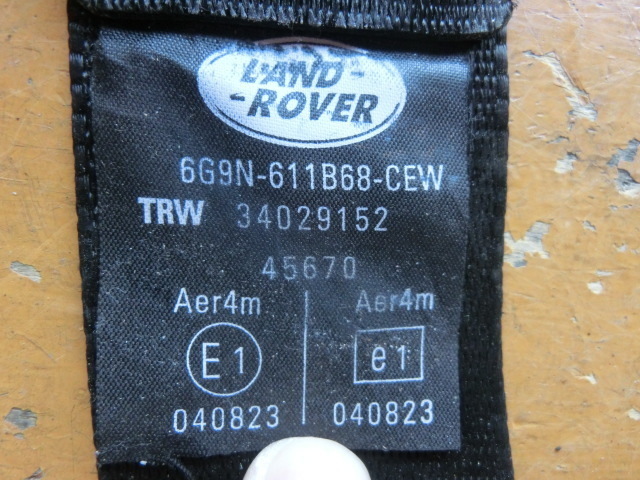 LAND-
-ROVER
6G9N-611B68-CEW
TRW 34029152
45670
Aer4m Aer4m
E1 e1
040823 040823